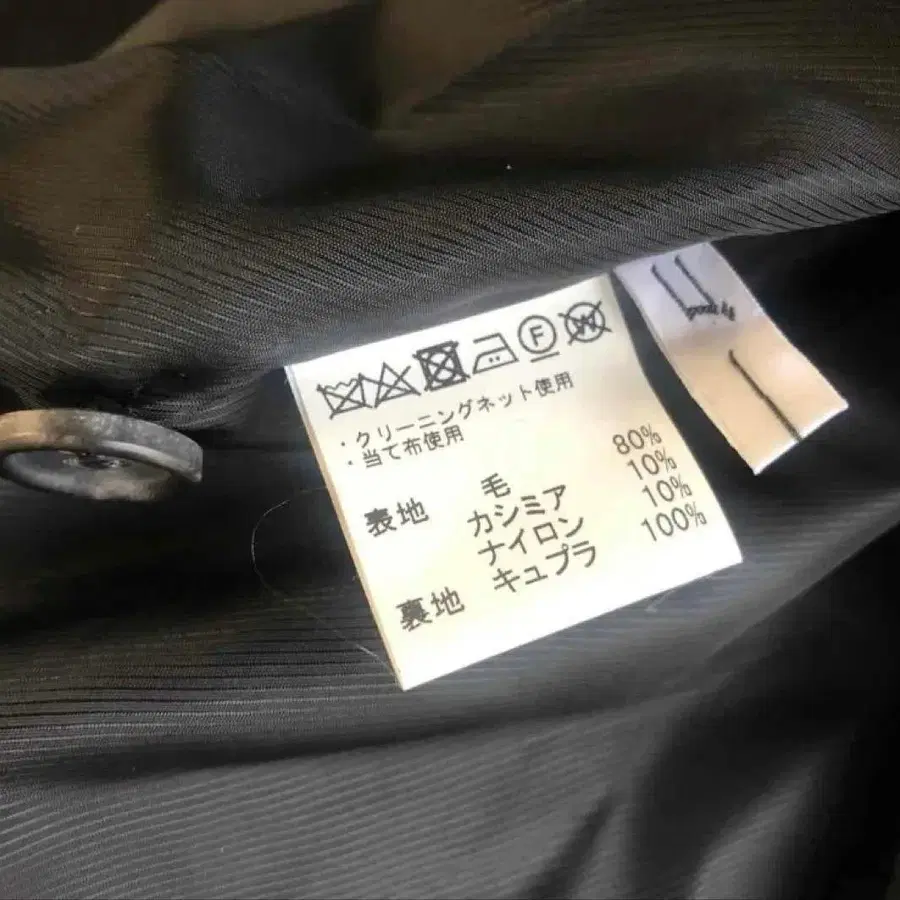 F
W
・クリーニングネット使用
・当て布使用
表地 毛 80%
カシミア 10%
ナイロン 10%
裏地 キュプラ 100%